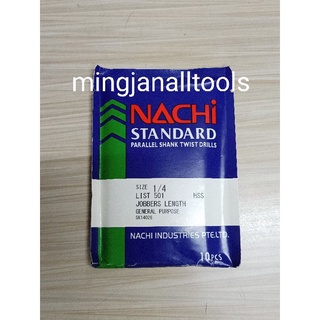 mingjanalltools
NACHi
STANDARD
PARALLEL SHANK TWIST DRILLS
SIZE 1/4
LIST 501 HSS
JOBBERS LENGTH
GENERAL PURPOSE
NACHI INDUSTRIES PTE.LTD.
10PCS